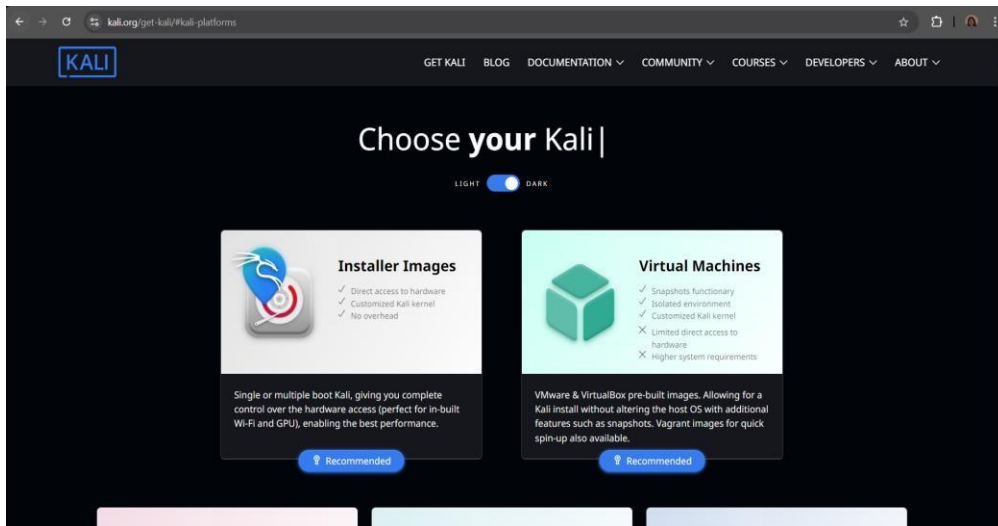 kali.org/get-kali/#kali-platforms
KALI
GET KALI BLOG DOCUMENTATION COMMUNITY COURSES DEVELOPERS ABOUT
Choose your Kali|
LIGHT DARK
Installer Images
Direct access to hardware
Customized Kali kernel
No overhead
Single or multiple boot Kali, giving you complete
control over the hardware access (perfect for in-built
Wi-Fi and GPU), enabling the best performance.
Recommended
Virtual Machines
Snapshots functionary
Isolated environment
Customized Kali kernel
Limited direct access to
hardware
Higher system requirements
VMware & VirtualBox pre-built images. Allowing for a
Kali install without altering the host OS with additional
features such as snapshots. Vagrant images for quick
spin-up also available.
Recommended